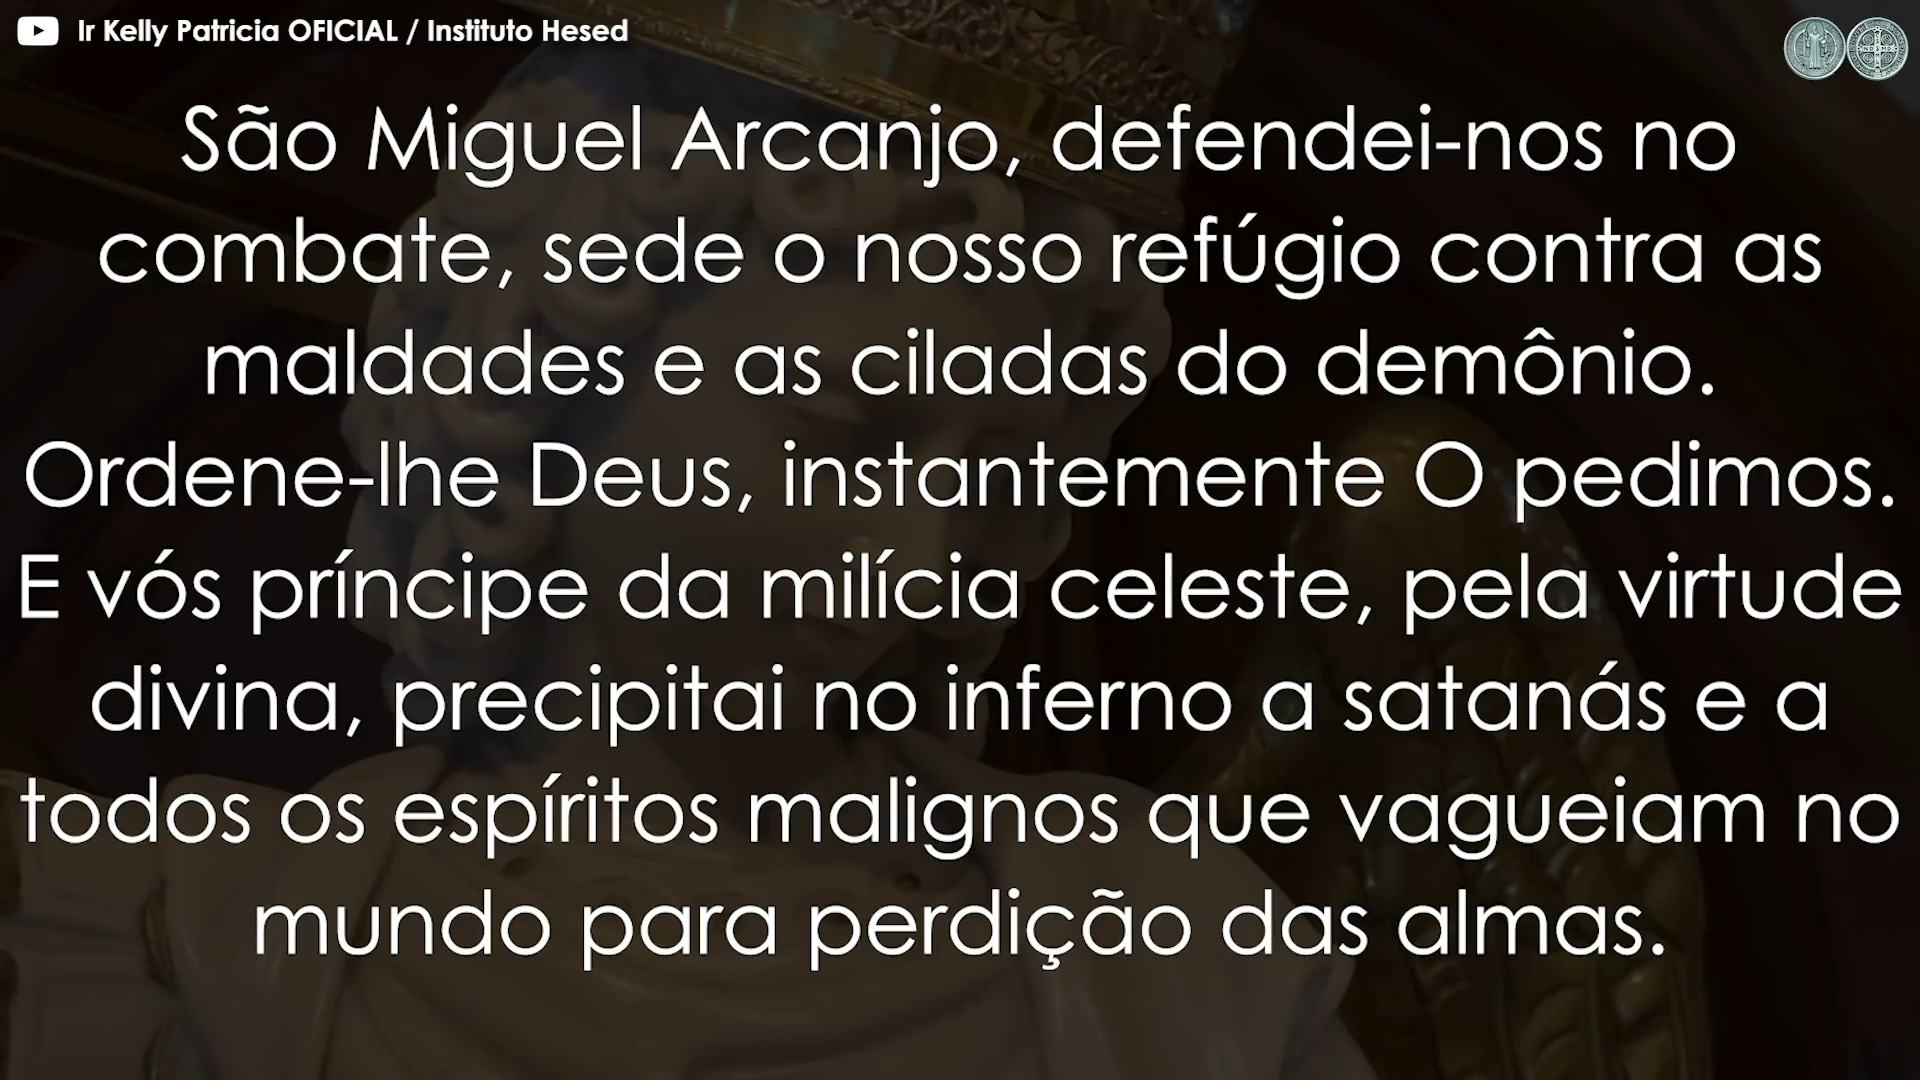 Ir Kelly Patricia OFICIAL / Instituto Hesed
São Miguel Arcanjo, defendei-nos no
combate, sede o nosso refúgio contra as
maldades e as ciladas do demônio.
Ordene-lhe Deus, instantemente O pedimos.
E vós príncipe da milícia celeste, pela virtude
divina, precipitai no inferno a satanás e a
todos os espíritos malignos que vagueiam no
mundo para perdição das almas.